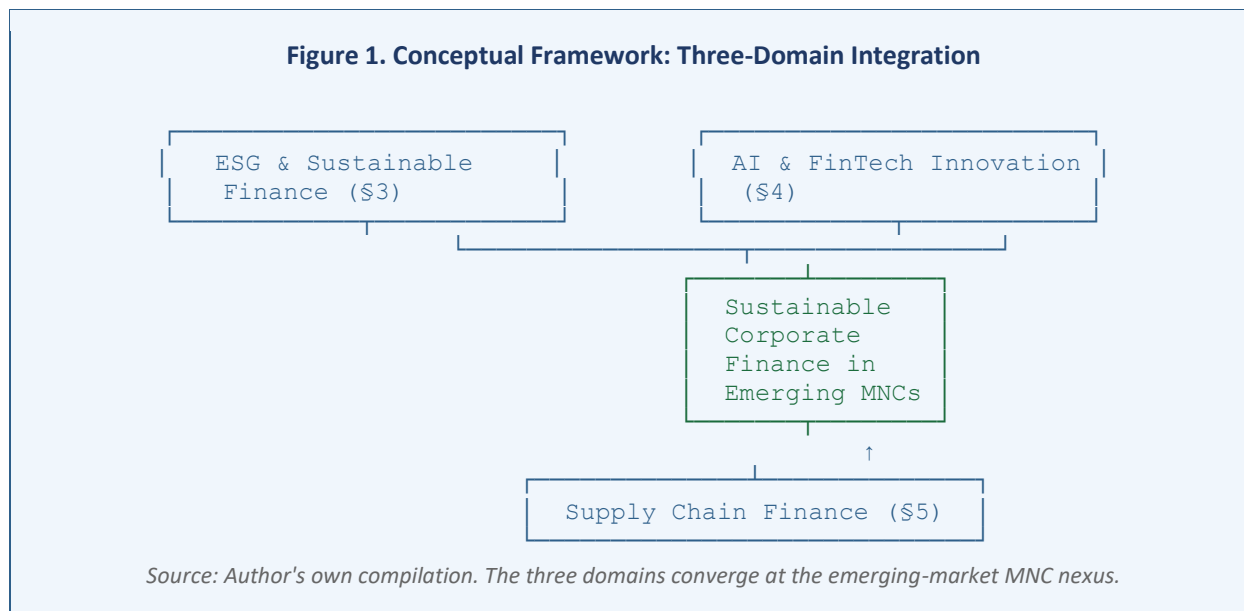 Figure 1. Conceptual Framework: Three-Domain Integration
ESG & Sustainable
Finance (§3)
AI & FinTech Innovation
(§4)
Sustainable
Corporate
Finance in
Emerging MNCs
↑
Supply Chain Finance (§5)
Source: Author's own compilation. The three domains converge at the emerging-market MNC nexus.